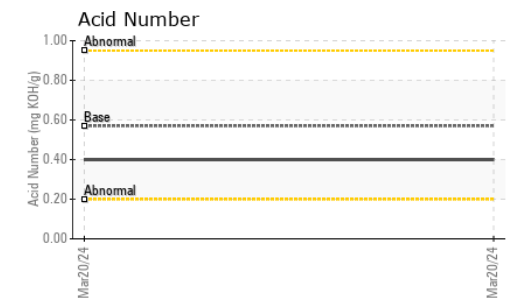 Acid Number
1.00
Abnormal
0.80
Base
0.60
0.40
Abnormal
0.20
0.00
Acid Number (mg KOH/g)
Mar20/24
Mar20/24